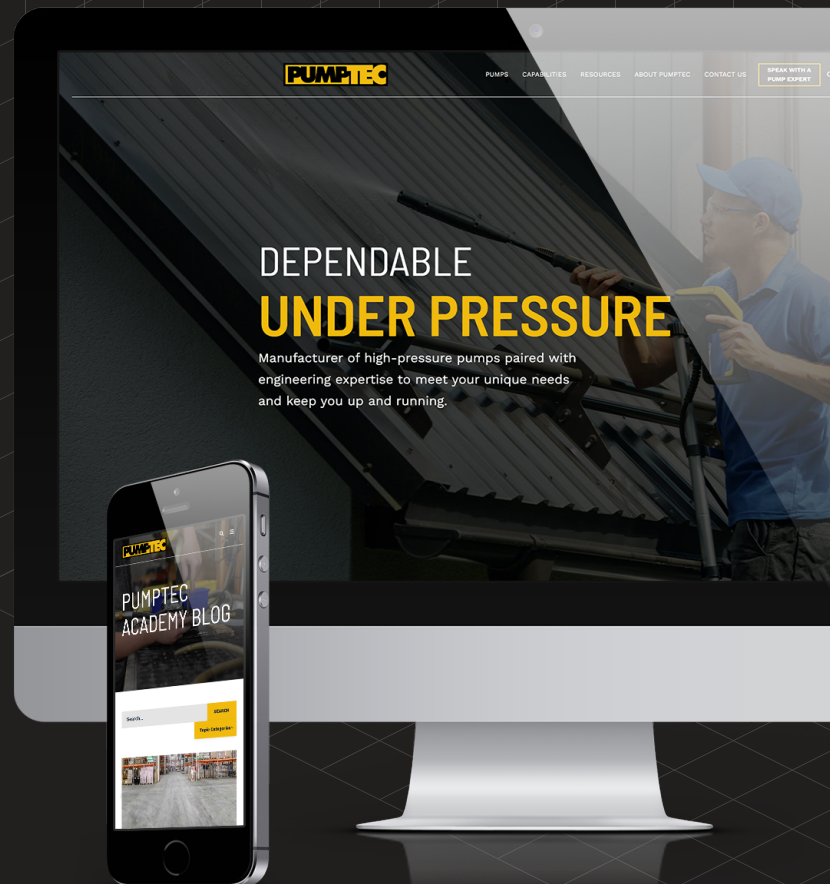 PUMPTEC
PUMPS CAPABILITIES RESOURCES ABOUT PUMPTEC CONTACT US
SPEAK WITH A
PUMP EXPERT
DEPENDABLE
UNDER PRESSURE
Manufacturer of high-pressure pumps paired with
engineering expertise to meet your unique needs
and keep you up and running.
PUMPTEC
PUMPTEC
ACADEMY BLOG
Search...
SEARCH
Topic Categories